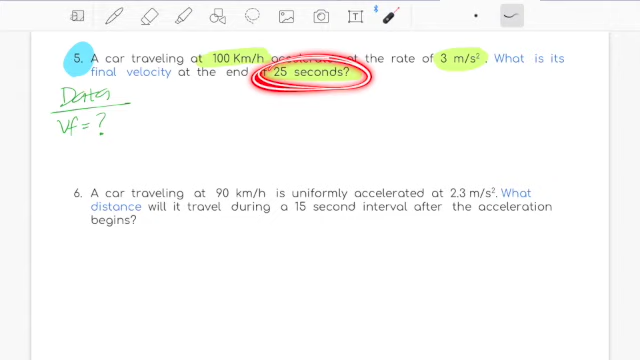 5. A car traveling at 100 Km/h accelerates at the rate of 3 m/s². What is its
final velocity at the end of 25 seconds?
Data
Vf = ?
6. A car traveling at 90 km/h is uniformly accelerated at 2.3 m/s². What
distance will it travel during a 15 second interval after the acceleration
begins?